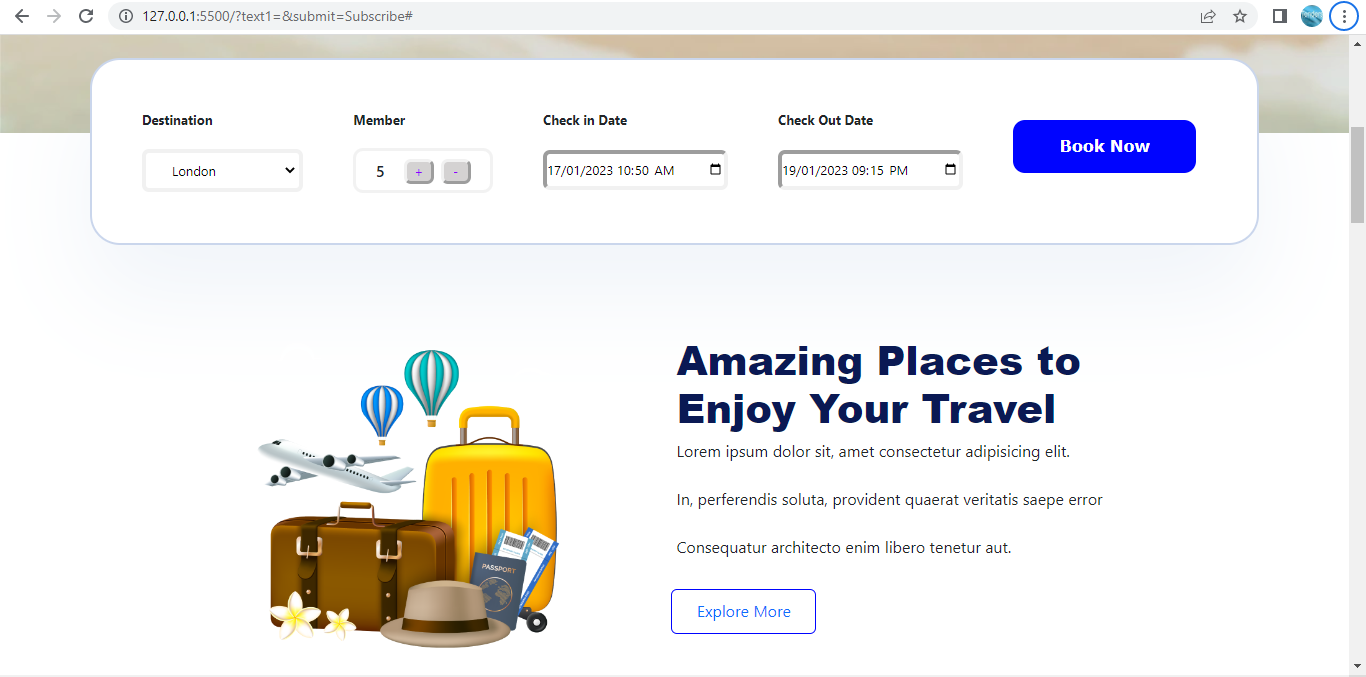 127.0.0.1:5500/?text1=&submit=Subscribe#
Destination
Member
Check in Date
Check Out Date
London
5
+
-
17/01/2023 10:50 AM
19/01/2023 09:15 PM
Book Now
Amazing Places to
Enjoy Your Travel
Lorem ipsum dolor sit, amet consectetur adipisicing elit.
In, perferendis soluta, provident quaerat veritatis saepe error
Consequatur architecto enim libero tenetur aut.
PASSPORT
Explore More